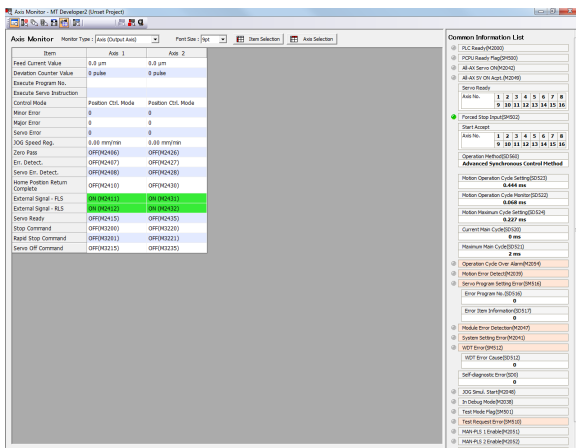 Axis Monitor - MT Developer2 (Unset Project)
Axis Monitor Monitor Type : Axis (Output Axis) Font Size : 9pt Item Selection Axis Selection
Item Axis 1 Axis 2
Feed Current Value 0.0 µm 0.0 µm
Deviation Counter Value 0 pulse 0 pulse
Execute Program No.
Execute Servo Instruction
Control Mode Position Ctrl. Mode Position Ctrl. Mode
Minor Error 0 0
Major Error 0 0
Servo Error 0 0
JOG Speed Reg. 0.00 mm/min 0.00 mm/min
Zero Pass OFF(M2406) OFF(M2426)
Err. Detect. OFF(M2407) OFF(M2427)
Servo Err. Detect. OFF(M2408) OFF(M2428)
Home Position Return
Complete OFF(M2410) OFF(M2430)
External Signal - FLS ON (M2411) ON (M2431)
External Signal - RLS ON (M2412) ON (M2432)
Servo Ready OFF(M2415) OFF(M2435)
Stop Command OFF(M3200) OFF(M3220)
Rapid Stop Command OFF(M3201) OFF(M3221)
Servo Off Command OFF(M3215) OFF(M3235)
Common Information List
PLC Ready(M2000)
PCPU Ready Flag(SM500)
All-AX Servo ON(M2042)
All-AX SV ON Acpt.(M2049)
Servo Ready
Axis No. 1 2 3 4 5 6 7 8
9 10 11 12 13 14 15 16
Forced Stop Input(SM502)
Start Accept
Axis No. 1 2 3 4 5 6 7 8
9 10 11 12 13 14 15 16
Operation Method(SD560)
Advanced Synchronous Control Method
Motion Operation Cycle Setting(SD523)
0.444 ms
Motion Operation Cycle Monitor(SD522)
0.068 ms
Motion Maximum Cycle Setting(SD524)
0.227 ms
Current Main Cycle(SD520)
0 ms
Maximum Main Cycle(SD521)
2 ms
Operation Cycle Over Alarm(M2054)
Motion Error Detect(M2039)
Servo Program Setting Error(SM516)
Error Program No.(SD516)
0
Error Item Information(SD517)
0
Module Error Detection(M2047)
System Setting Error(M2041)
WDT Error(SM512)
WDT Error Cause(SD512)
0
Self-diagnostic Error(SD0)
0
JOG Simul. Start(M2048)
In Debug Mode(M2038)
Test Mode Flag(SM501)
Test Request Error(SM510)
MAN-PLS 1 Enable(M2051)
MAN-PLS 2 Enable(M2052)